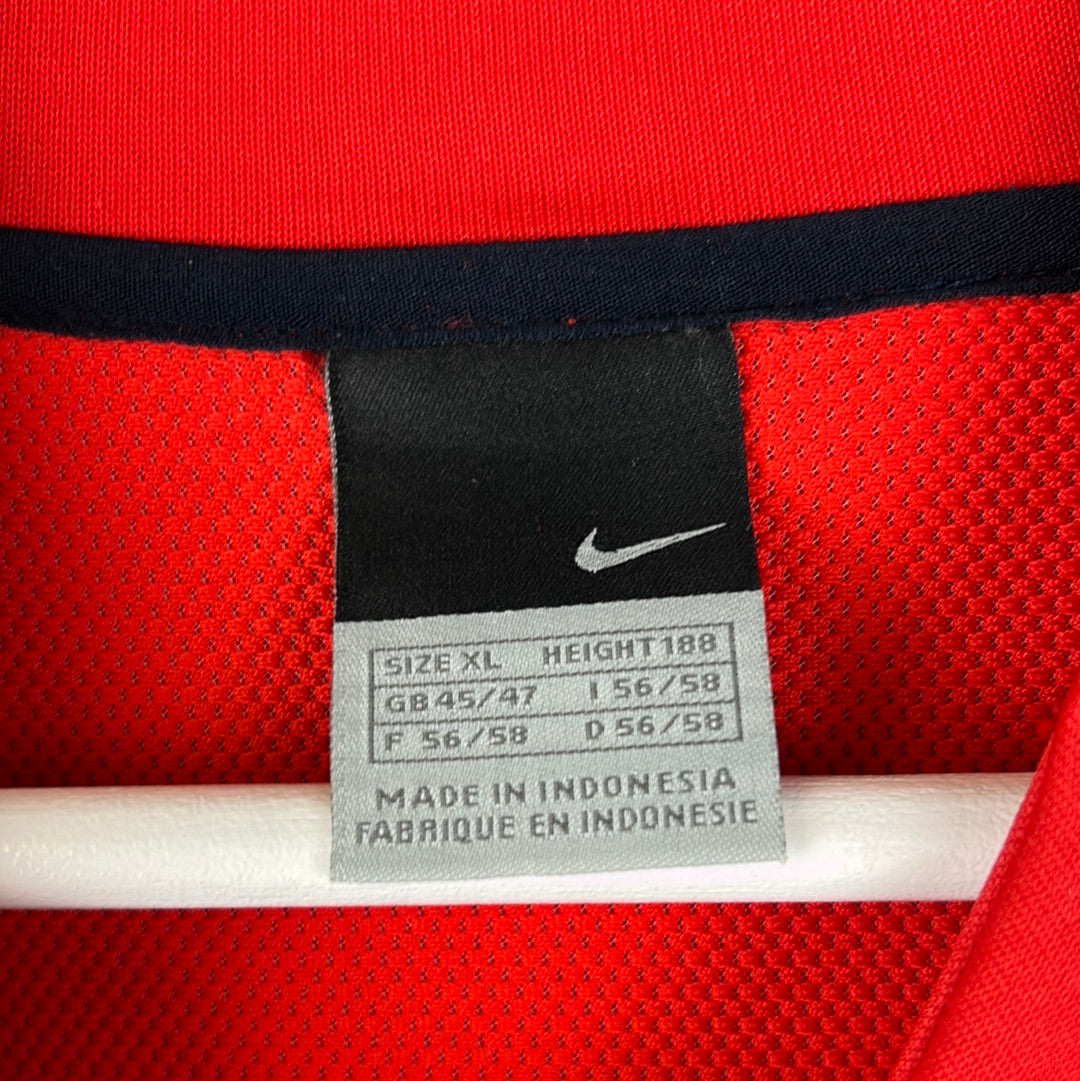 SIZE XL HEIGHT 188
GB 45/47 I 56/58
F 56/58 D 56/58
MADE IN INDONESIA
FABRIQUE EN INDONESIE